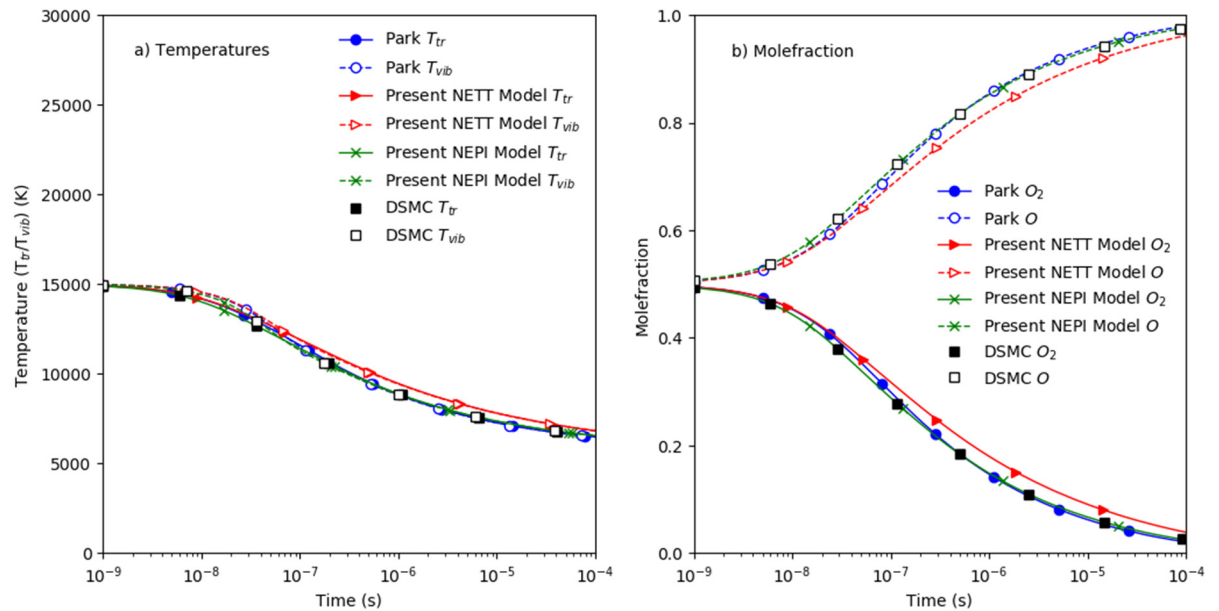 30000
25000
20000
15000
10000
5000
0
Temperature (T_tr/T_vib) (K)
a) Temperatures
Park T_tr
Park T_vib
Present NETT Model T_tr
Present NETT Model T_vib
Present NEPI Model T_tr
Present NEPI Model T_vib
DSMC T_tr
DSMC T_vib
10⁻⁹ 10⁻⁸ 10⁻⁷ 10⁻⁶ 10⁻⁵ 10⁻⁴
Time (s)
1.0
0.8
0.6
0.4
0.2
0.0
Molefraction
b) Molefraction
Park O₂
Park O
Present NETT Model O₂
Present NETT Model O
Present NEPI Model O₂
Present NEPI Model O
DSMC O₂
DSMC O
10⁻⁹ 10⁻⁸ 10⁻⁷ 10⁻⁶ 10⁻⁵ 10⁻⁴
Time (s)